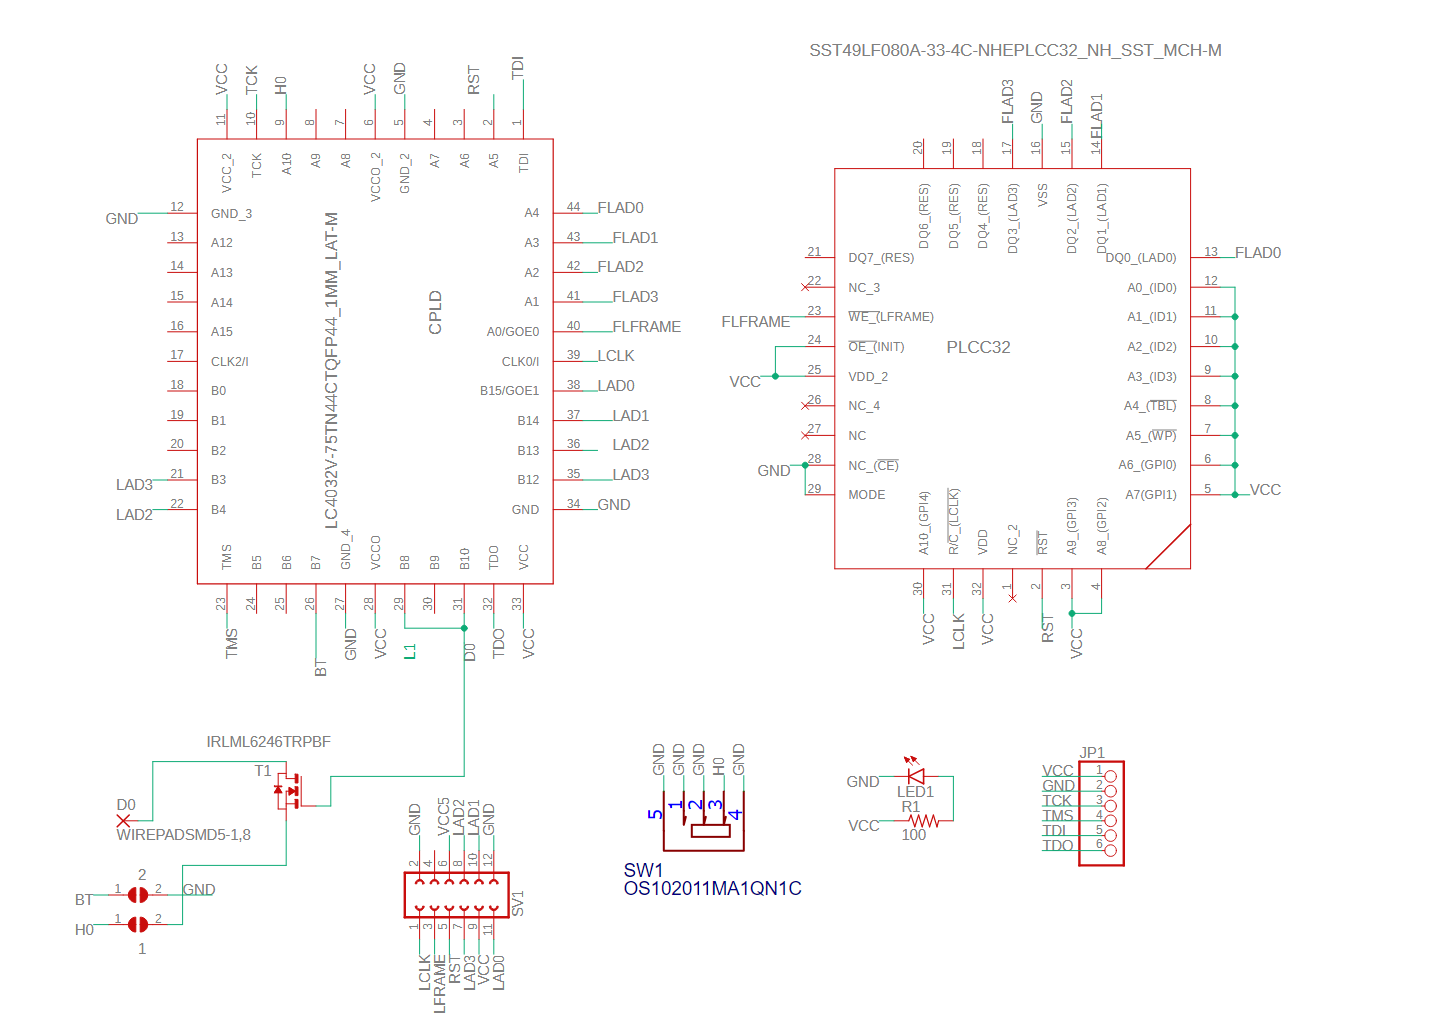 SST49LF080A-33-4C-NHEPLCC32_NH_SST_MCH-M
VCC
TCK
H0
VCC
GND
RST
TDI
11
10
9
8
7
6
5
4
3
2
1
VCC_2
TCK
A10
A9
A8
VCCO_2
GND_2
A7
A6
A5
TDI
GND
12
13
14
15
16
17
18
19
20
LAD3
21
LAD2
22
GND_3
A12
A13
A14
A15
CLK2/I
B0
B1
B2
B3
B4
LC4032V-75TN44CTQFP44_1MM_LAT-M
CPLD
A4
A3
A2
A1
A0/GOE0
CLK0/I
B15/GOE1
B14
B13
B12
GND
44 FLAD0
43 FLAD1
42 FLAD2
41 FLAD3
40 FLFRAME
39 LCLK
38 LAD0
37 LAD1
36 LAD2
35 LAD3
34 GND
TMS
B5
B6
B7
GND_4
VCCO
B8
B9
B10
TDO
VCC
23
24
25
26
27
28
29
30
31
32
33
TMS
BT
GND
VCC
L1
D0
TDO
VCC
FLAD3
GND
FLAD2
FLAD1
20
19
18
17
16
15
14
DQ6_(RES)
DQ5_(RES)
DQ4_(RES)
DQ3_(LAD3)
VSS
DQ2_(LAD2)
DQ1_(LAD1)
21
22
FLFRAME 23
24
VCC 25
26
27
GND 28
29
DQ7_(RES)
NC_3
WE_(LFRAME)
OE_(INIT)
VDD_2
NC_4
NC
NC_(CE)
MODE
PLCC32
DQ0_(LAD0)
A0_(ID0)
A1_(ID1)
A2_(ID2)
A3_(ID3)
A4_(TBL)
A5_(WP)
A6_(GPI0)
A7(GPI1)
13 FLAD0
12
11
10
9
8
7
6
5 VCC
A10_(GPI4)
R/C_(LCLK)
VDD
NC_2
RST
A9_(GPI3)
A8_(GPI2)
30
31
32
1
2
3
4
VCC
LCLK
VCC
RST
VCC
IRLML6246TRPBF
T1
D0
WIREPADSMD5-1,8
2
BT 1 2 GND
H0 1 2
1
GND
VCC5
LAD2
LAD1
GND
2
4
6
8
10
12
SV1
1
3
5
7
9
11
LCLK
LFRAME
RST
LAD3
VCC
LAD0
GND
GND
GND
H0
GND
5
1
2
3
4
SW1
OS102011MA1QN1C
GND
LED1
R1
VCC
100
JP1
VCC 1
GND 2
TCK 3
TMS 4
TDI 5
TDO 6